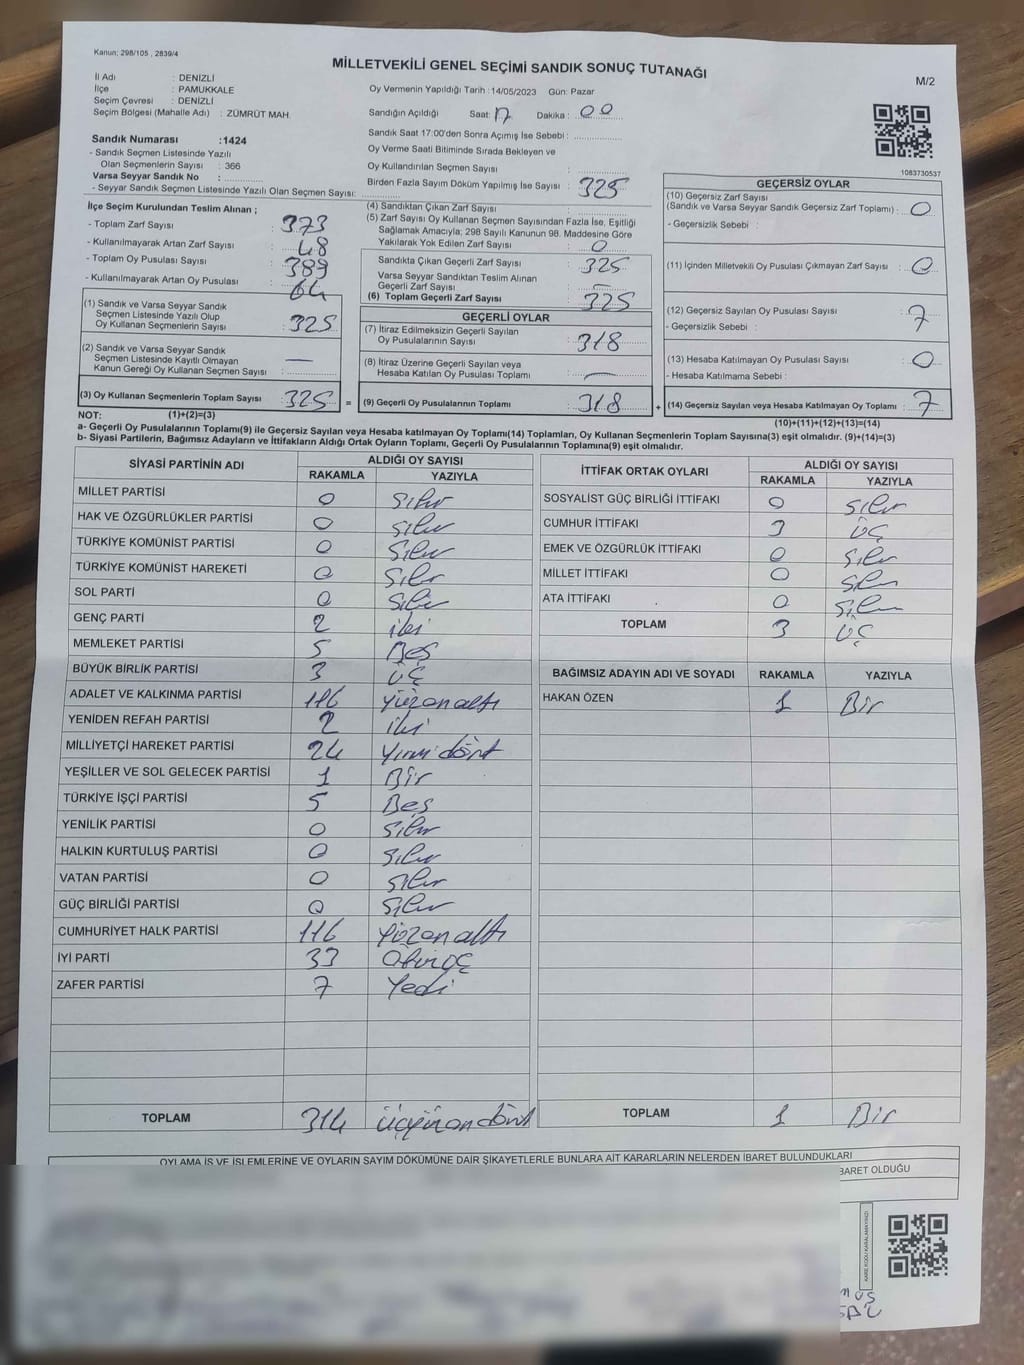 Kanun; 298/105 , 2839/4
MİLLETVEKİLİ GENEL SEÇİMİ SANDIK SONUÇ TUTANAĞI
M/2
İl Adı : DENİZLİ
İlçe : PAMUKKALE
Seçim Çevresi : DENİZLİ
Seçim Bölgesi (Mahalle Adı) : ZÜMRÜT MAH.
Oy Vermenin Yapıldığı Tarih :14/05/2023 Gün: Pazar
Sandığın Açıldığı Saat: 17 Dakika : 00
Sandık Saat 17:00'den Sonra Açımış İse Sebebi :
Oy Verme Saati Bitiminde Sırada Bekleyen ve
Oy Kullandırılan Seçmen Sayısı :
Birden Fazla Sayım Döküm Yapılmış İse Sayısı : 325
Sandık Numarası :1424
- Sandık Seçmen Listesinde Yazılı
Olan Seçmenlerin Sayısı : 366
Varsa Seyyar Sandık No :
- Seyyar Sandık Seçmen Listesinde Yazılı Olan Seçmen Sayısı:
1083730537
İlçe Seçim Kurulundan Teslim Alınan ;
- Toplam Zarf Sayısı : 373
- Kullanılmayarak Artan Zarf Sayısı : 48
- Toplam Oy Pusulası Sayısı : 389
- Kullanılmayarak Artan Oy Pusulası : 64
(1) Sandık ve Varsa Seyyar Sandık
Seçmen Listesinde Yazılı Olup
Oy Kullanan Seçmenlerin Sayısı : 325
(2) Sandık ve Varsa Seyyar Sandık
Seçmen Listesinde Kayıtlı Olmayan
Kanun Gereği Oy Kullanan Seçmen Sayısı : —
(3) Oy Kullanan Seçmenlerin Toplam Sayısı : 325 =
(4) Sandıktan Çıkan Zarf Sayısı :
(5) Zarf Sayısı Oy Kullanan Seçmen Sayısından Fazla İse, Eşitliği
Sağlamak Amacıyla; 298 Sayılı Kanunun 98. Maddesine Göre
Yakılarak Yok Edilen Zarf Sayısı : 0
Sandıkta Çıkan Geçerli Zarf Sayısı : 325
Varsa Seyyar Sandıktan Teslim Alınan
Geçerli Zarf Sayısı : —
(6) Toplam Geçerli Zarf Sayısı : 325
GEÇERLİ OYLAR
(7) İtiraz Edilmeksizin Geçerli Sayılan
Oy Pusulalarının Sayısı : 318
(8) İtiraz Üzerine Geçerli Sayılan veya
Hesaba Katılan Oy Pusulası Toplamı : —
(9) Geçerli Oy Pusulalarının Toplamı : 318 +
GEÇERSİZ OYLAR
(10) Geçersiz Zarf Sayısı
(Sandık ve Varsa Seyyar Sandık Geçersiz Zarf Toplamı) : 0
- Geçersizlik Sebebi :
(11) İçinden Milletvekili Oy Pusulası Çıkmayan Zarf Sayısı : 0
(12) Geçersiz Sayılan Oy Pusulası Sayısı : 7
- Geçersizlik Sebebi :
(13) Hesaba Katılmayan Oy Pusulası Sayısı : 0
- Hesaba Katılmama Sebebi :
(14) Geçersiz Sayılan veya Hesaba Katılmayan Oy Toplamı : 7
NOT: (1)+(2)=(3)
(10)+(11)+(12)+(13)=(14)
a- Geçerli Oy Pusulalarının Toplamı(9) ile Geçersiz Sayılan veya Hesaba Katılmayan Oy Toplamı(14) Toplamları, Oy Kullanan Seçmenlerin Toplam Sayısına(3) eşit olmalıdır. (9)+(14)=(3)
b- Siyasi Partilerin, Bağımsız Adayların ve İttifakların Aldığı Ortak Oyların Toplamı, Geçerli Oy Pusulalarının Toplamına(9) eşit olmalıdır.
SİYASİ PARTİNİN ADI ALDIĞI OY SAYISI
RAKAMLA YAZIYLA
MİLLET PARTİSİ 0 Sıfır
HAK VE ÖZGÜRLÜKLER PARTİSİ 0 Sıfır
TÜRKİYE KOMÜNİST PARTİSİ 0 Sıfır
TÜRKİYE KOMÜNİST HAREKETİ 0 Sıfır
SOL PARTİ 0 Sıfır
GENÇ PARTİ 2 iki
MEMLEKET PARTİSİ 5 Beş
BÜYÜK BİRLİK PARTİSİ 3 üç
ADALET VE KALKINMA PARTİSİ 116 Yüzonaltı
YENİDEN REFAH PARTİSİ 2 iki
MİLLİYETÇİ HAREKET PARTİSİ 24 Yirmi dört
YEŞİLLER VE SOL GELECEK PARTİSİ 1 Bir
TÜRKİYE İŞÇİ PARTİSİ 5 Beş
YENİLİK PARTİSİ 0 Sıfır
HALKIN KURTULUŞ PARTİSİ 0 Sıfır
VATAN PARTİSİ 0 Sıfır
GÜÇ BİRLİĞİ PARTİSİ 0 Sıfır
CUMHURİYET HALK PARTİSİ 116 Yüzonaltı
İYİ PARTİ 33 Otuzüç
ZAFER PARTİSİ 7 Yedi
TOPLAM 314 üçyüzondört
İTTİFAK ORTAK OYLARI ALDIĞI OY SAYISI
RAKAMLA YAZIYLA
SOSYALİST GÜÇ BİRLİĞİ İTTİFAKI 0 Sıfır
CUMHUR İTTİFAKI 3 üç
EMEK VE ÖZGÜRLÜK İTTİFAKI 0 Sıfır
MİLLET İTTİFAKI 0 Sıfır
ATA İTTİFAKI 0 Sıfır
TOPLAM 3 üç
BAĞIMSIZ ADAYIN ADI VE SOYADI RAKAMLA YAZIYLA
HAKAN ÖZEN 1 Bir
TOPLAM 1 Bir
OYLAMA İŞ VE İŞLEMLERİNE VE OYLARIN SAYIM DÖKÜMÜNE DAİR ŞİKAYETLERLE BUNLARA AİT KARARLARIN NELERDEN İBARET BULUNDUKLARI
BARET OLDUĞU
KARE KODU KARALAMAYINIZ!